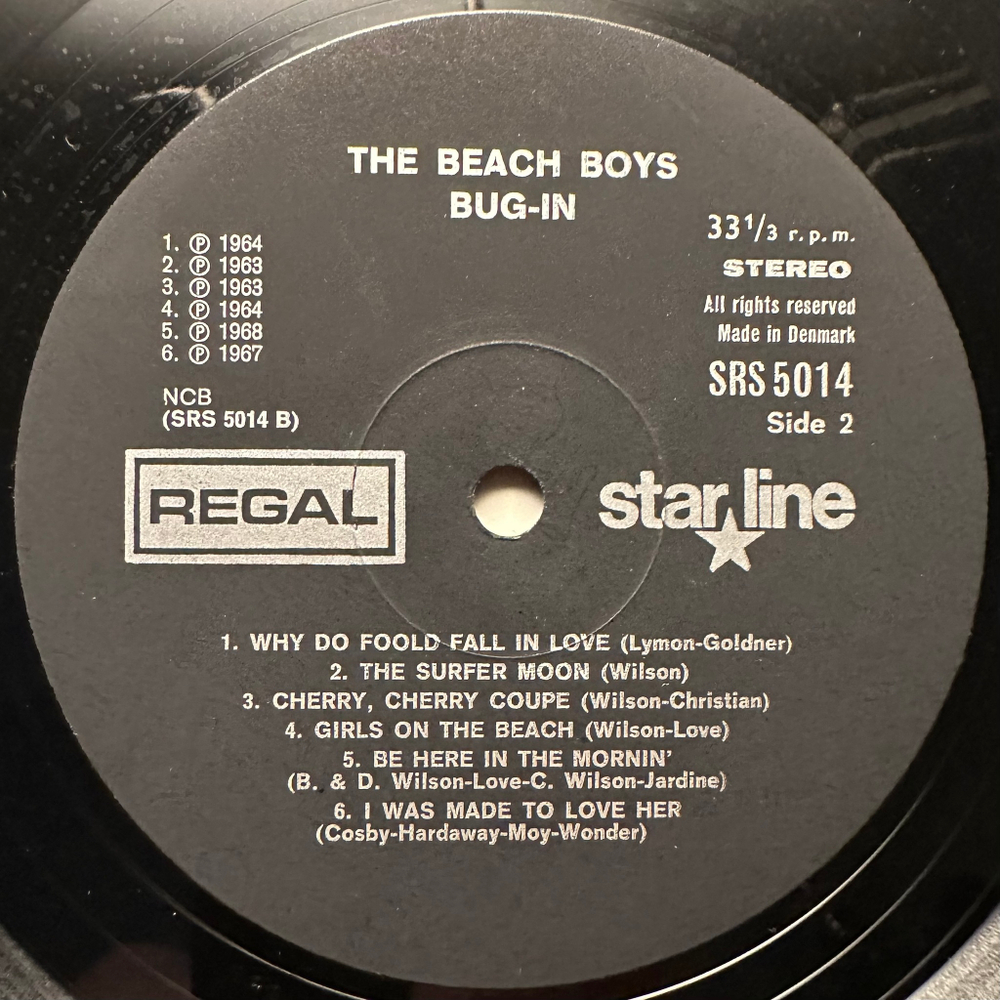 THE BEACH BOYS
BUG-IN
1. ℗ 1964
2. ℗ 1963
3. ℗ 1963
4. ℗ 1964
5. ℗ 1968
6. ℗ 1967
NCB
(SRS 5014 B)
33 1/3 r.p.m.
STEREO
All rights reserved
Made in Denmark
SRS 5014
Side 2
REGAL
starline
1. WHY DO FOOLD FALL IN LOVE (Lymon-Goldner)
2. THE SURFER MOON (Wilson)
3. CHERRY, CHERRY COUPE (Wilson-Christian)
4. GIRLS ON THE BEACH (Wilson-Love)
5. BE HERE IN THE MORNIN'
(B. & D. Wilson-Love-C. Wilson-Jardine)
6. I WAS MADE TO LOVE HER
(Cosby-Hardaway-Moy-Wonder)